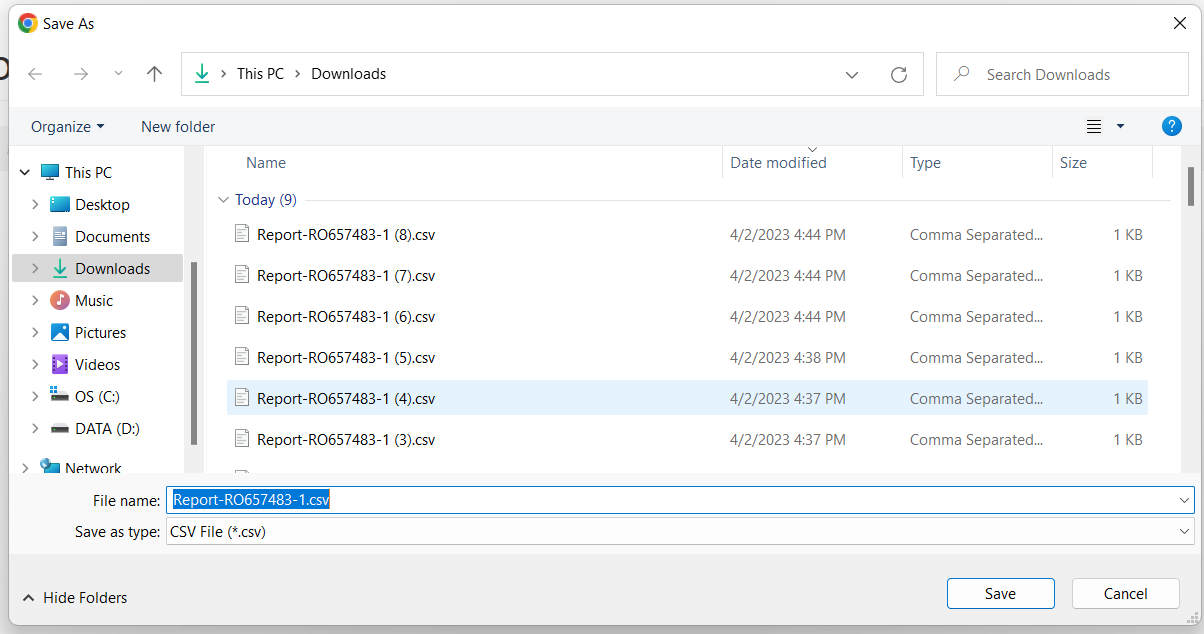 Save As
This PC > Downloads
Search Downloads
Organize
New folder
?
This PC
Desktop
Documents
Downloads
Music
Pictures
Videos
OS (C:)
DATA (D:)
Network
Name Date modified Type Size
Today (9)
Report-RO657483-1 (8).csv 4/2/2023 4:44 PM Comma Separated... 1 KB
Report-RO657483-1 (7).csv 4/2/2023 4:44 PM Comma Separated... 1 KB
Report-RO657483-1 (6).csv 4/2/2023 4:44 PM Comma Separated... 1 KB
Report-RO657483-1 (5).csv 4/2/2023 4:38 PM Comma Separated... 1 KB
Report-RO657483-1 (4).csv 4/2/2023 4:37 PM Comma Separated... 1 KB
Report-RO657483-1 (3).csv 4/2/2023 4:37 PM Comma Separated... 1 KB
File name: Report-RO657483-1.csv
Save as type: CSV File (*.csv)
Hide Folders
Save
Cancel